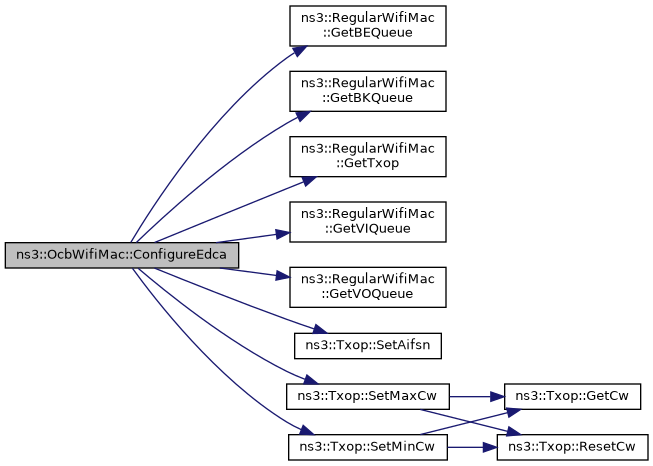 ns3::RegularWifiMac
::GetBEQueue
ns3::RegularWifiMac
::GetBKQueue
ns3::RegularWifiMac
::GetTxop
ns3::RegularWifiMac
::GetVIQueue
ns3::OcbWifiMac::ConfigureEdca
ns3::RegularWifiMac
::GetVOQueue
ns3::Txop::SetAifsn
ns3::Txop::SetMaxCw
ns3::Txop::GetCw
ns3::Txop::SetMinCw
ns3::Txop::ResetCw